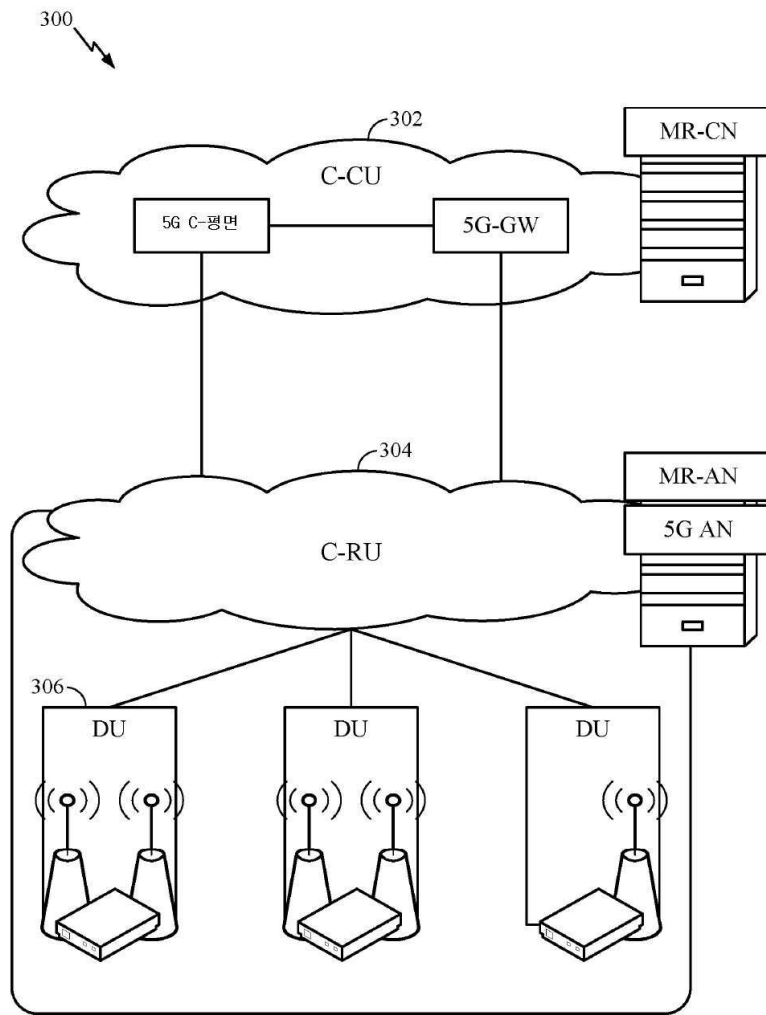 300
302
MR-CN
C-CU
5G C-평면
5G-GW
304
MR-AN
5G AN
C-RU
306
DU
DU
DU